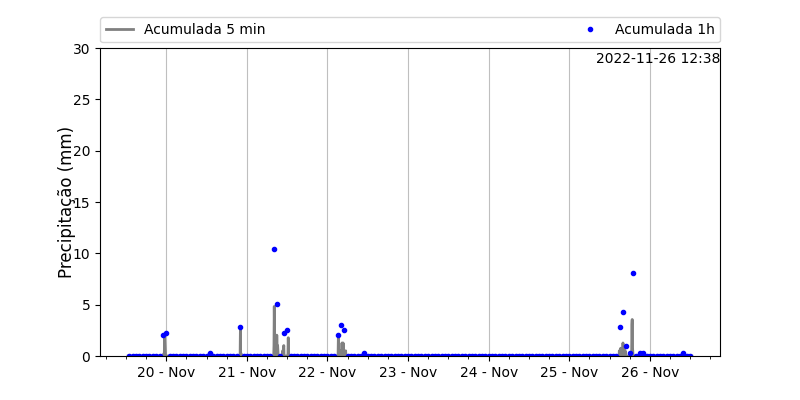 Acumulada 5 min
Acumulada 1h
2022-11-26 12:38
Precipitação (mm)
30
25
20
15
10
5
0
20 - Nov
21 - Nov
22 - Nov
23 - Nov
24 - Nov
25 - Nov
26 - Nov